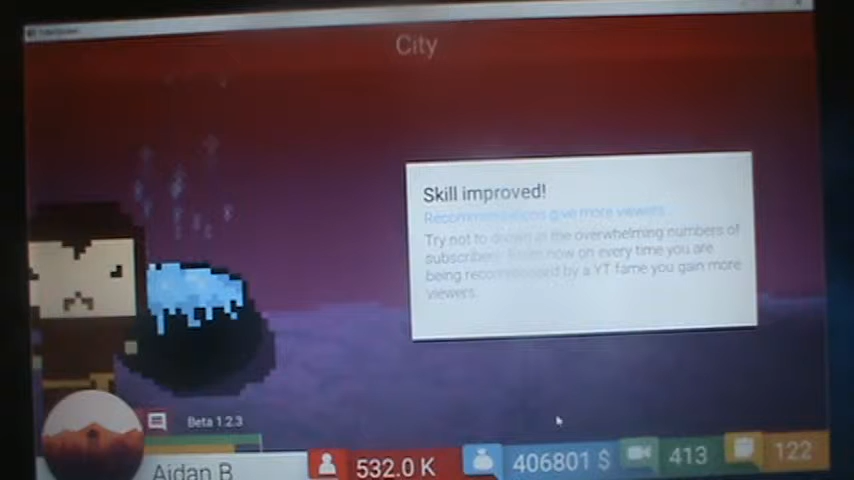 City
Skill improved!
Recommendations give more viewers
Try not to drown in the overwhelming numbers of
subscribers. From now on every time you are
being recommended by a YT fame you gain more
viewers.
Beta 1.2.3
Aidan B
532.0 K
406801 $
413
122